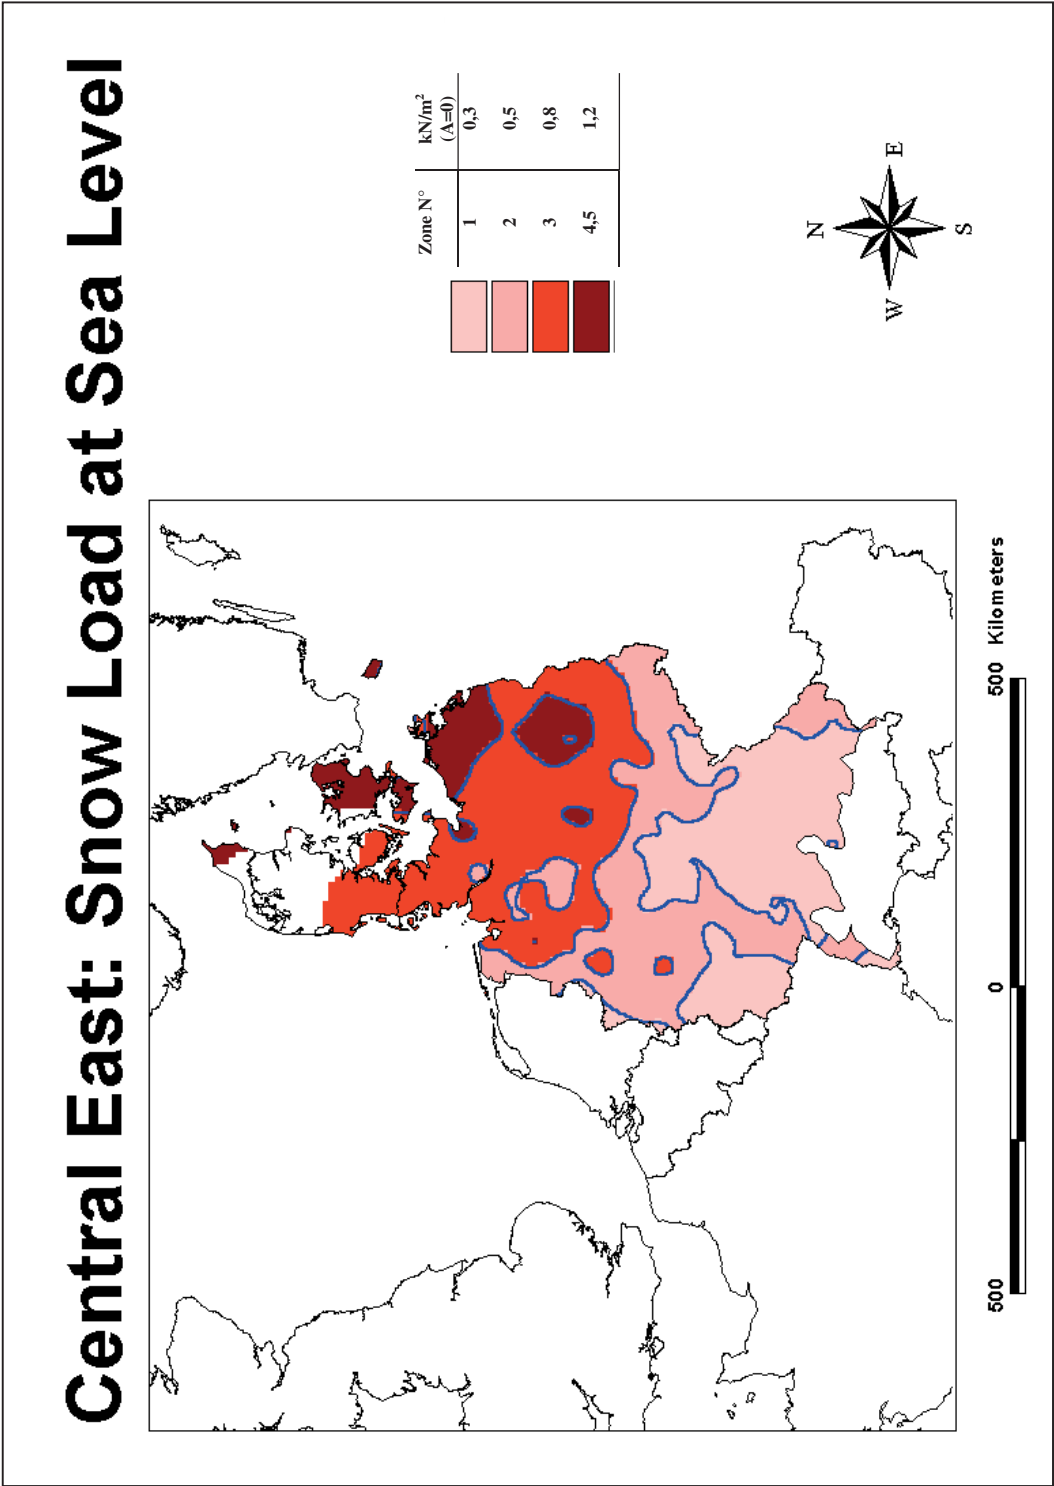 Central East: Snow Load at Sea Level
Zone N° kN/m²
(A=0)
1 0,3
2 0,5
3 0,8
4,5 1,2
N
W E
S
500 0 500 Kilometers